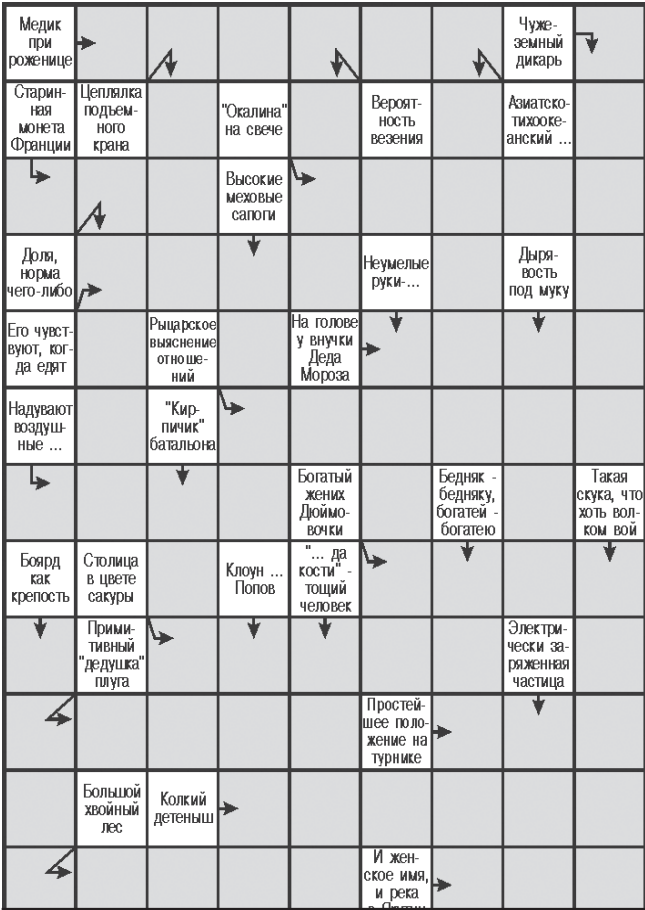 Медик
при
роженице
Чуже-
земный
дикарь
Старин-
ная
монета
Франции
Цеплялка
подъем-
ного
крана
"Окалина"
на свече
Вероят-
ность
везения
Азиатско-
тихооке-
анский ...
Высокие
меховые
сапоги
Доля,
норма
чего-либо
Неумелые
руки-...
Дыря-
вость
под муку
Его чувст-
вуют, ког-
да едят
Рыцарское
выяснение
отноше-
ний
На голове
у внучки
Деда
Мороза
Надувают
воздуш-
ные ...
"Кир-
пичик"
батальона
Богатый
жених
Дюймо-
вочки
Бедняк -
бедняку,
богатей -
богатею
Такая
скука, что
хоть вол-
ком вой
Боярд
как
крепость
Столица
в цвете
сакуры
Клоун ...
Попов
"... да
кости" -
тощий
человек
Примити-
тивный
"дедушка"
плуга
Электри-
чески за-
ряженная
частица
Простей-
шее поло-
жение на
турнике
Большой
хвойный
лес
Колкий
детеныш
И жен-
ское имя,
и река